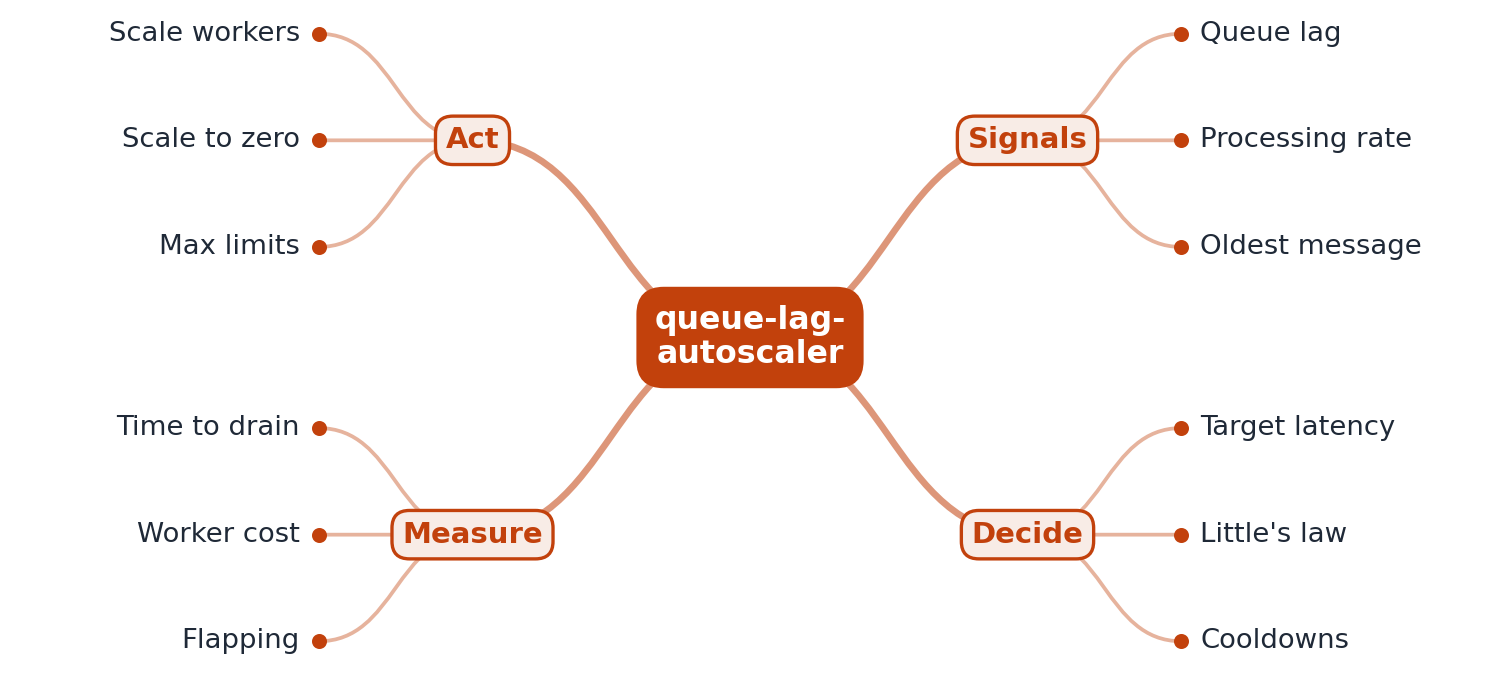 Scale workers
Scale to zero
Max limits
Act
Signals
Queue lag
Processing rate
Oldest message
queue-lag-
autoscaler
Time to drain
Worker cost
Flapping
Measure
Decide
Target latency
Little's law
Cooldowns